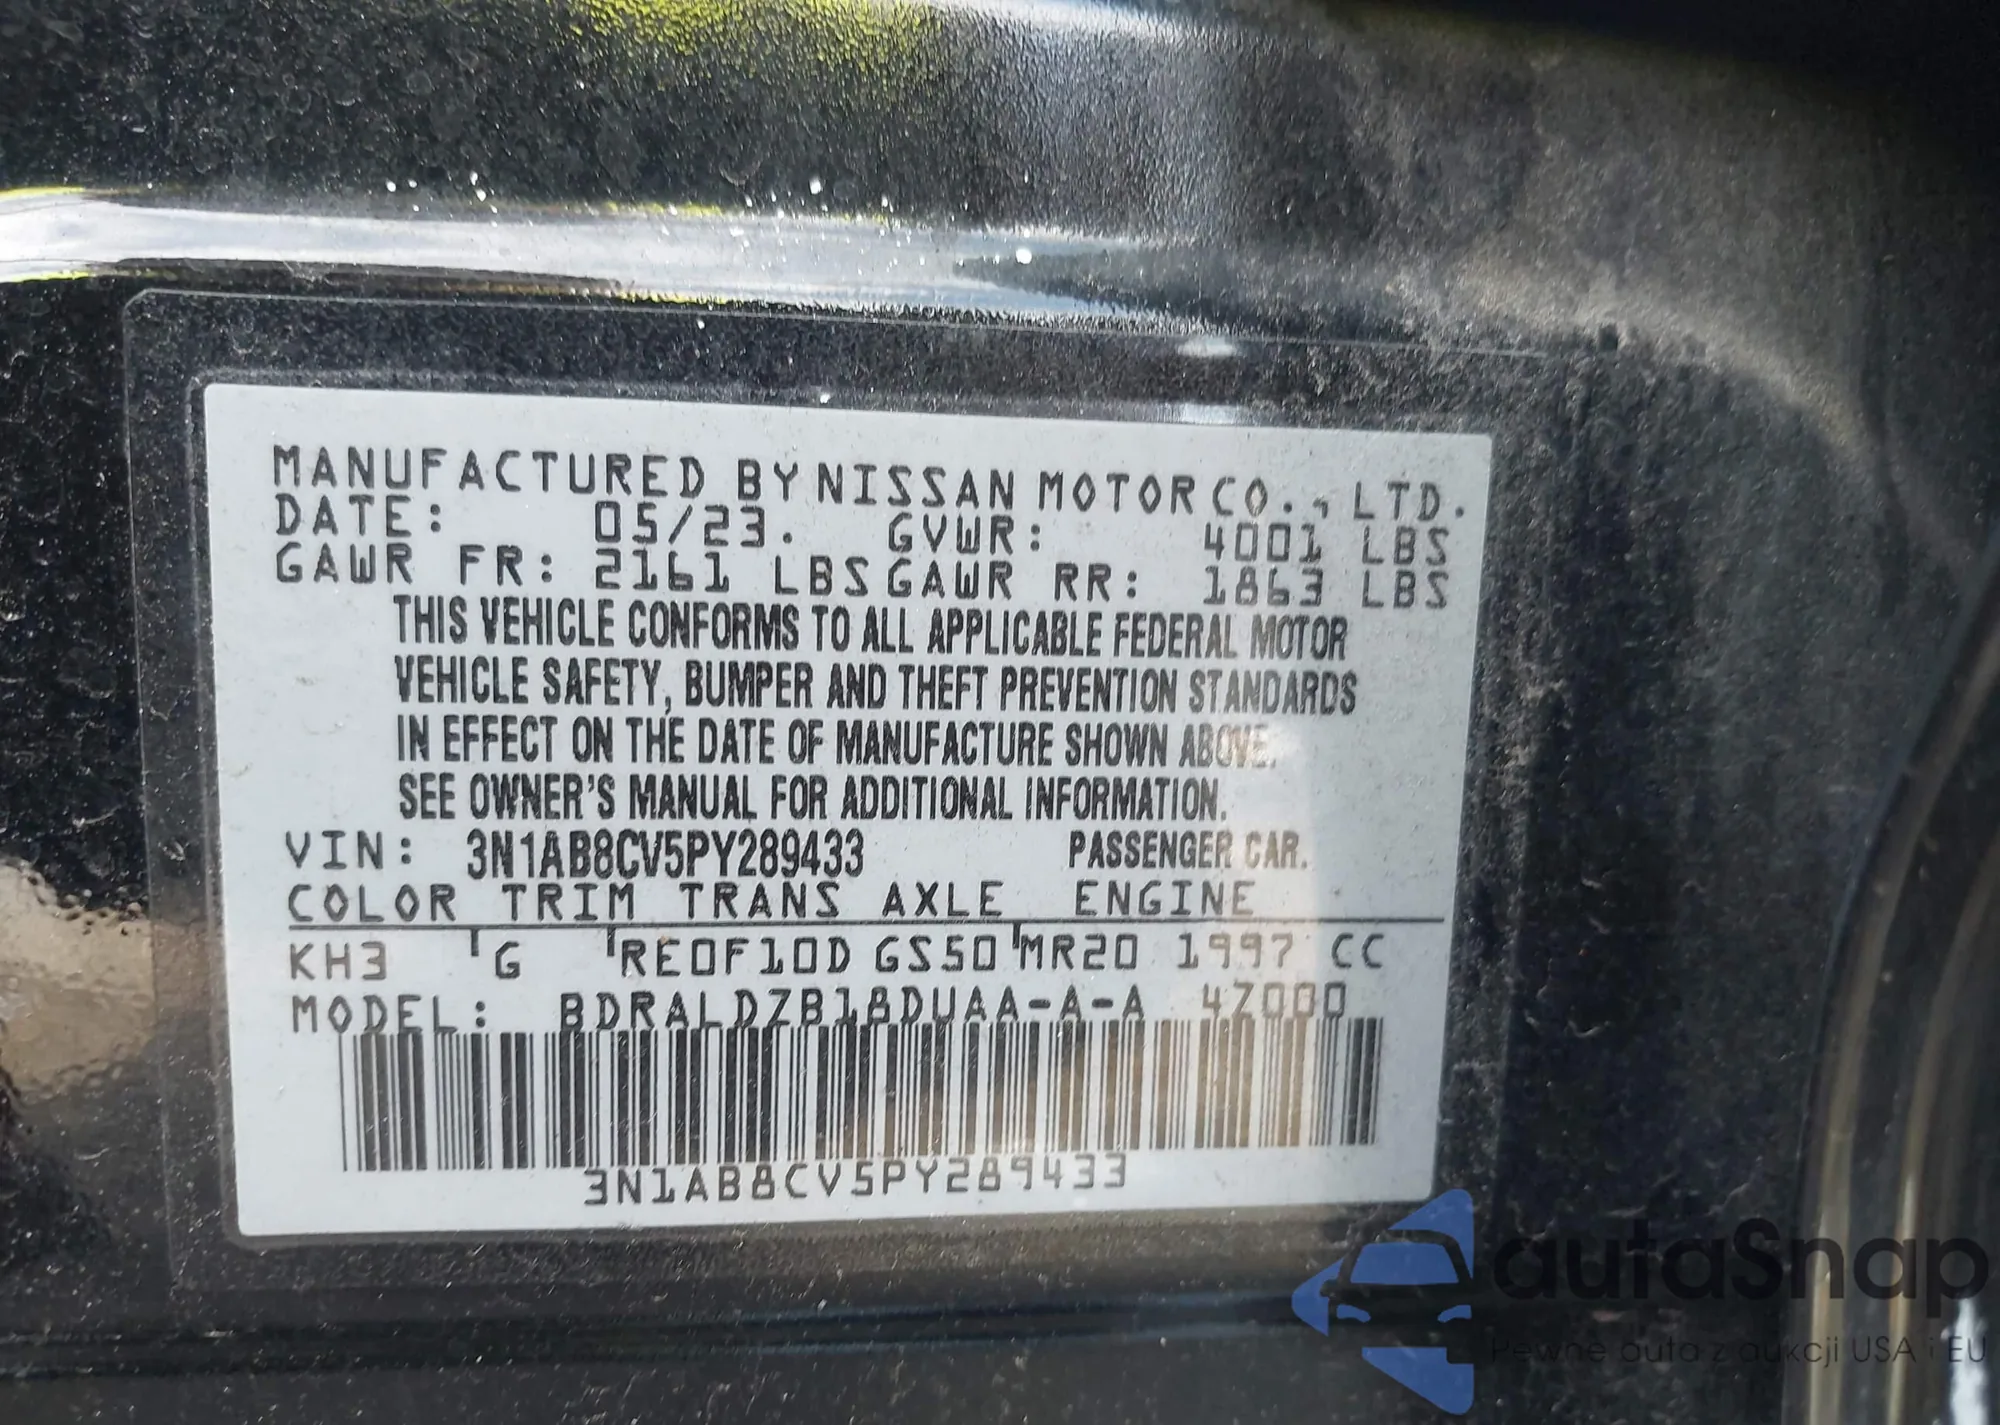 MANUFACTURED BY NISSAN MOTOR CO., LTD.
DATE: 05/23. GVWR: 4001 LBS
GAWR FR: 2161 LBS GAWR RR: 1863 LBS
THIS VEHICLE CONFORMS TO ALL APPLICABLE FEDERAL MOTOR
VEHICLE SAFETY, BUMPER AND THEFT PREVENTION STANDARDS
IN EFFECT ON THE DATE OF MANUFACTURE SHOWN ABOVE.
SEE OWNER'S MANUAL FOR ADDITIONAL INFORMATION.
VIN: 3N1AB8CV5PY289433 PASSENGER CAR.
COLOR TRIM TRANS AXLE ENGINE
KH3 G RE0F10D GS50 MR20 1997 CC
MODEL: BDRALDZB18DUAA-A-A 4Z000
3N1AB8CV5PY289433
autaSnap
Pewne auta z aukcji USA i EU